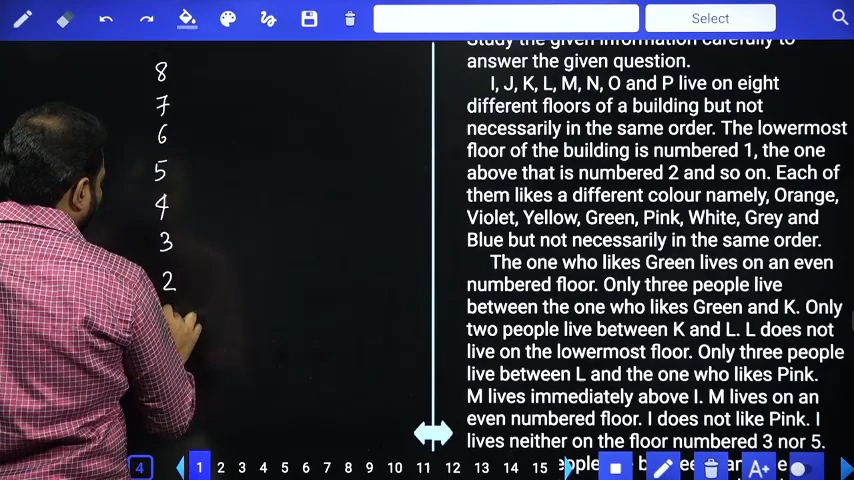 Select
8
7
6
5
4
3
2
Study the given information carefully to
answer the given question.
I, J, K, L, M, N, O and P live on eight
different floors of a building but not
necessarily in the same order. The lowermost
floor of the building is numbered 1, the one
above that is numbered 2 and so on. Each of
them likes a different colour namely, Orange,
Violet, Yellow, Green, Pink, White, Grey and
Blue but not necessarily in the same order.
The one who likes Green lives on an even
numbered floor. Only three people live
between the one who likes Green and K. Only
two people live between K and L. L does not
live on the lowermost floor. Only three people
live between L and the one who likes Pink.
M lives immediately above I. M lives on an
even numbered floor. I does not like Pink. I
lives neither on the floor numbered 3 nor 5.
4 1 2 3 4 5 6 7 8 9 10 11 12 13 14 15 A+